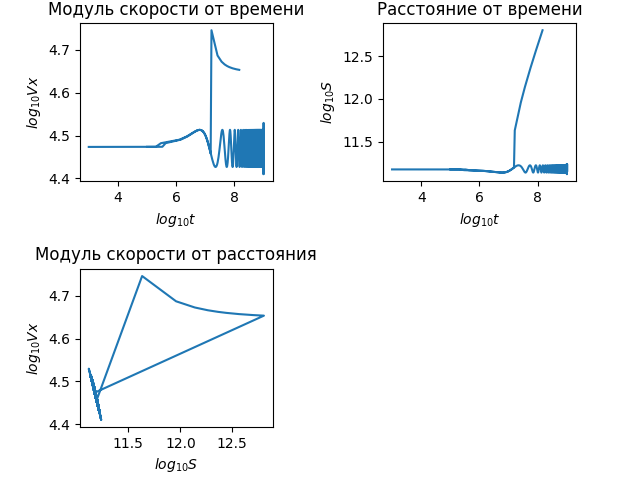 Модуль скорости от времени
4.7
4.6
4.5
4.4
log₁₀Vx
4
6
8
log₁₀t
Расстояние от времени
12.5
12.0
11.5
log₁₀S
4
6
8
log₁₀t
Модуль скорости от расстояния
4.7
4.6
4.5
4.4
log₁₀Vx
11.5
12.0
12.5
log₁₀S